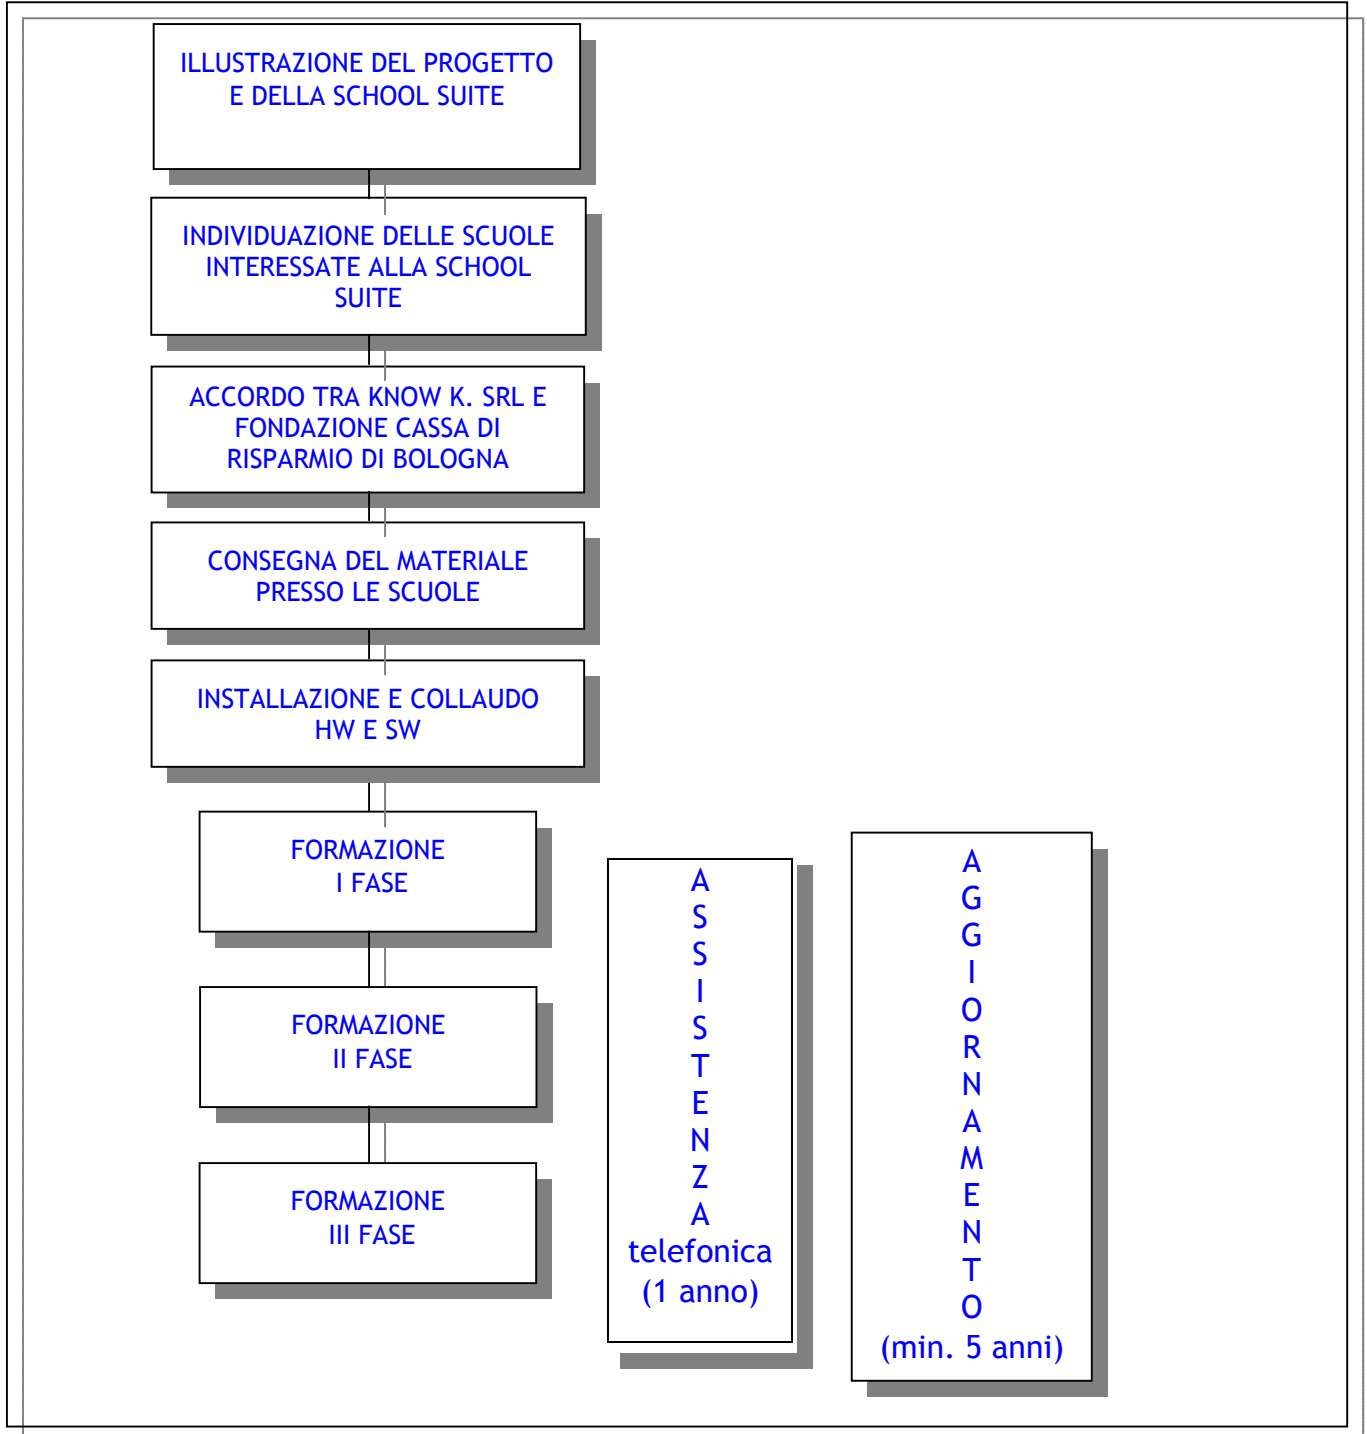 ILLUSTRAZIONE DEL PROGETTO
E DELLA SCHOOL SUITE
INDIVIDUAZIONE DELLE SCUOLE
INTERESSATE ALLA SCHOOL
SUITE
ACCORDO TRA KNOW K. SRL E
FONDAZIONE CASSA DI
RISPARMIO DI BOLOGNA
CONSEGNA DEL MATERIALE
PRESSO LE SCUOLE
INSTALLAZIONE E COLLAUDO
HW E SW
FORMAZIONE
I FASE
FORMAZIONE
II FASE
FORMAZIONE
III FASE
A
S
S
I
S
T
E
N
Z
A
telefonica
(1 anno)
A
G
G
I
O
R
N
A
M
E
N
T
O
(min. 5 anni)